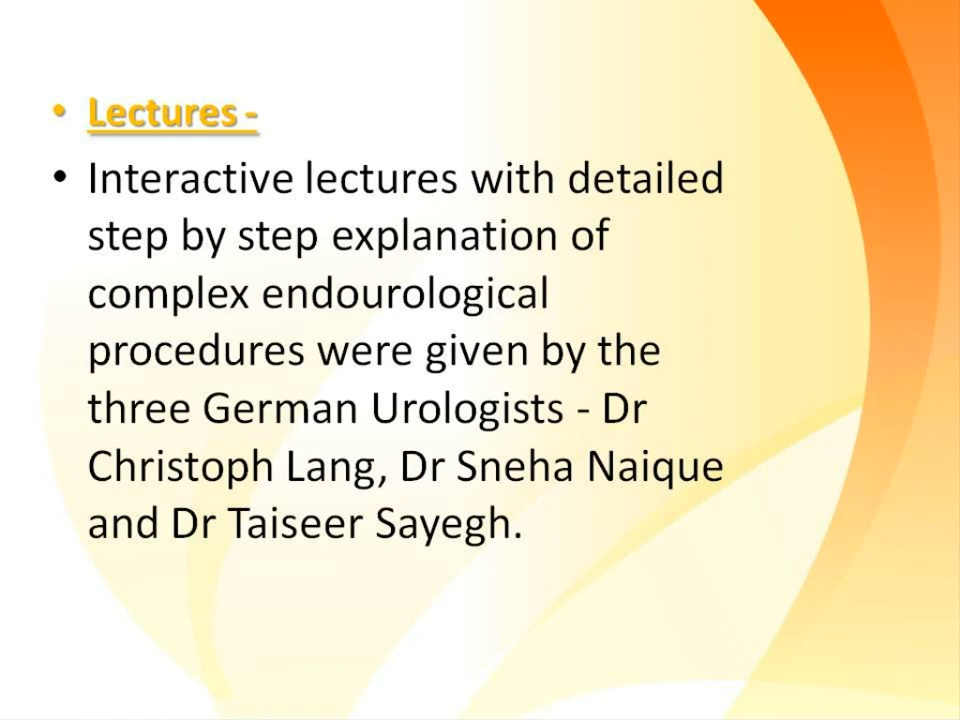 • Lectures -
• Interactive lectures with detailed
step by step explanation of
complex endourological
procedures were given by the
three German Urologists - Dr
Christoph Lang, Dr Sneha Naique
and Dr Taiseer Sayegh.